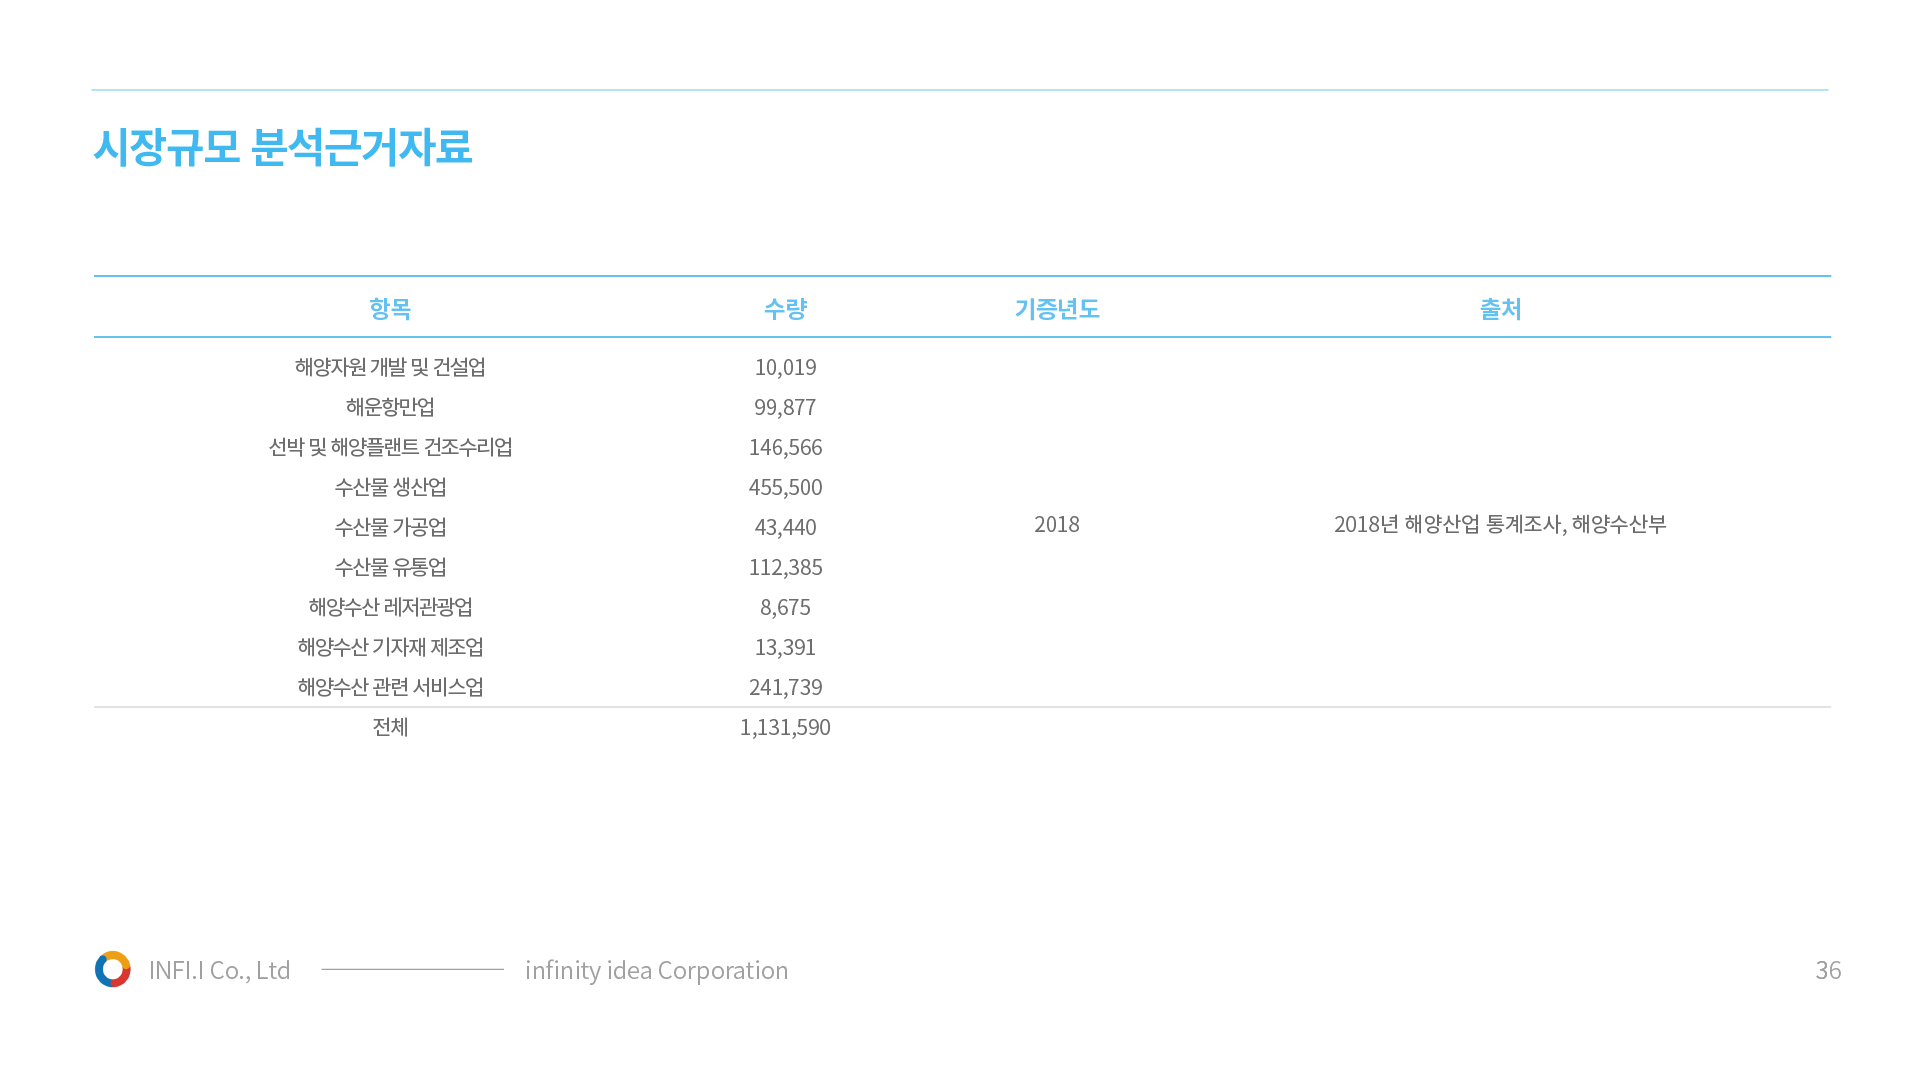 시장규모 분석근거자료
항목 수량 기증년도 출처
해양자원 개발 및 건설업 10,019
해운항만업 99,877
선박 및 해양플랜트 건조수리업 146,566
수산물 생산업 455,500
수산물 가공업 43,440
2018 2018년 해양산업 통계조사, 해양수산부
수산물 유통업 112,385
해양수산 레저관광업 8,675
해양수산 기자재 제조업 13,391
해양수산 관련 서비스업 241,739
전체 1,131,590
INFI.I Co., Ltd infinity idea Corporation 36